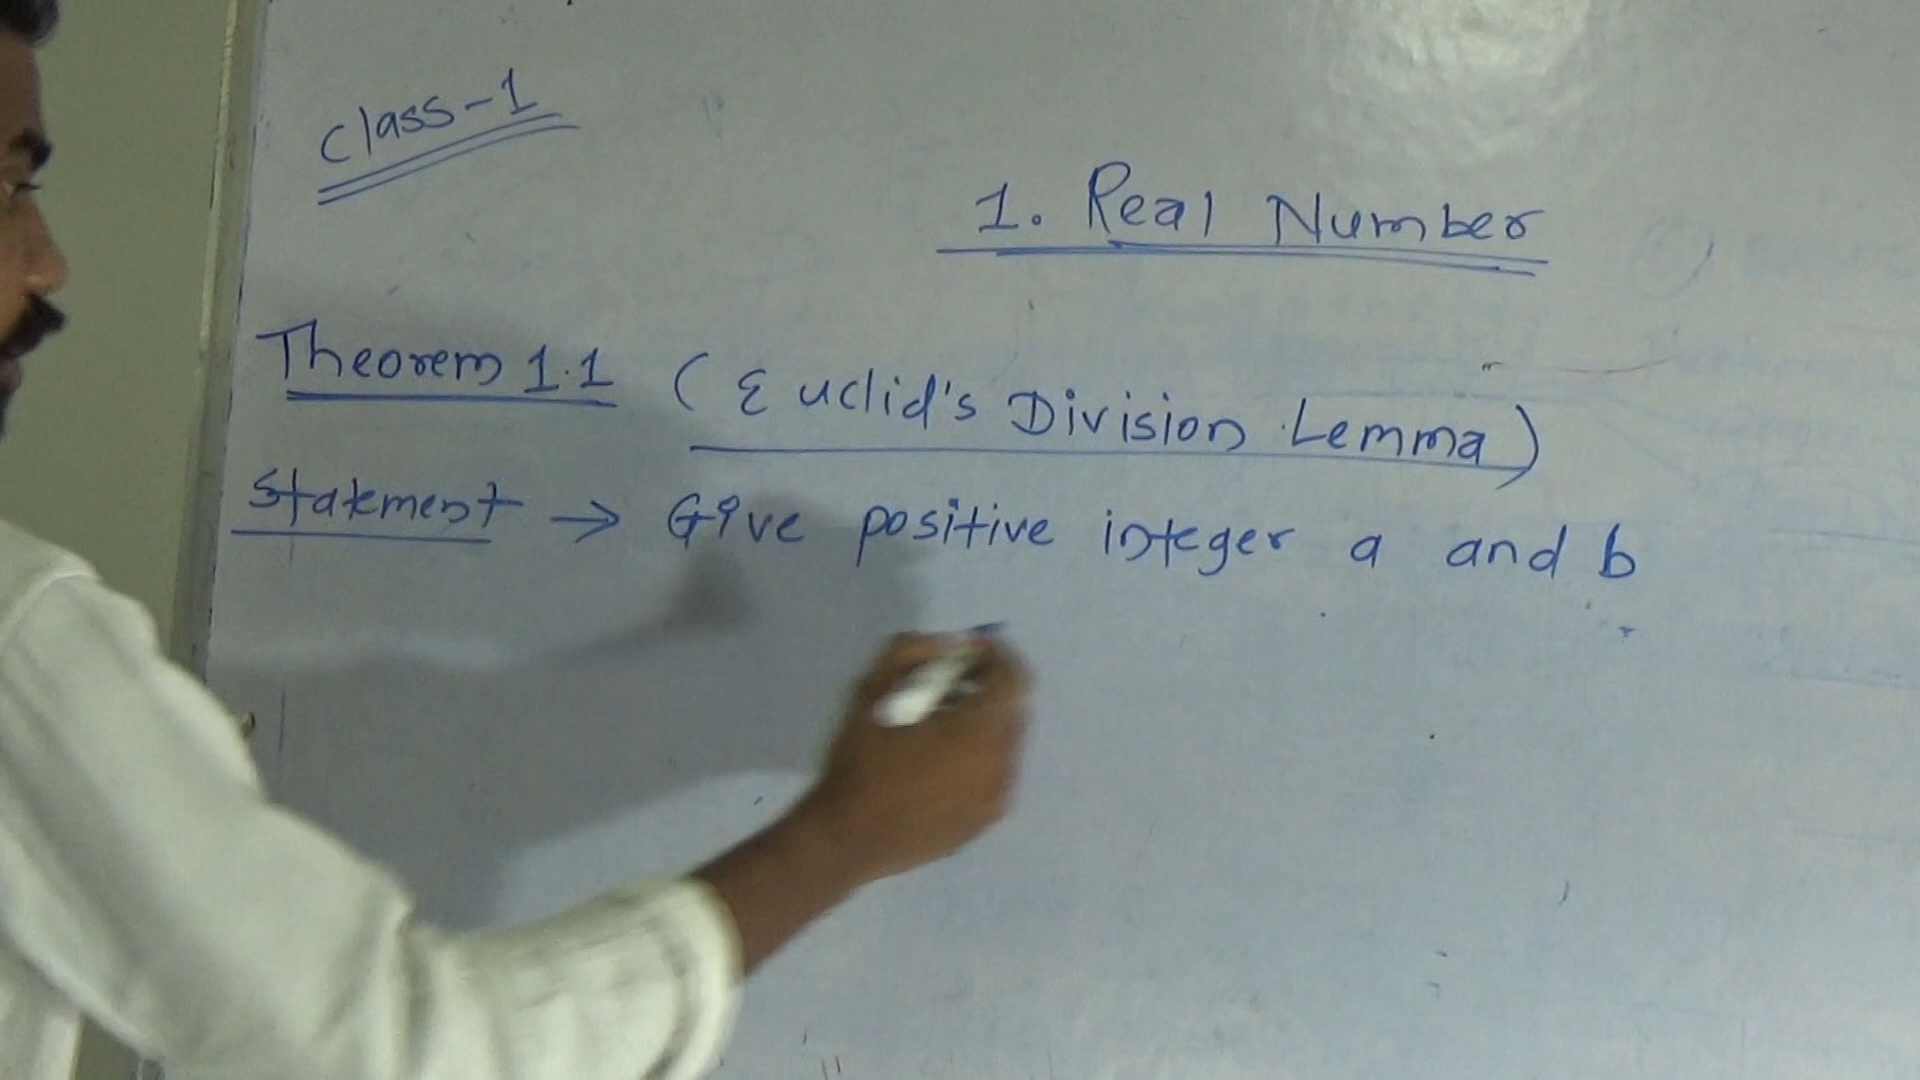 Class-1
1. Real Number
Theorem 1.1 (Euclid's Division Lemma)
Statement → Give positive integer a and b